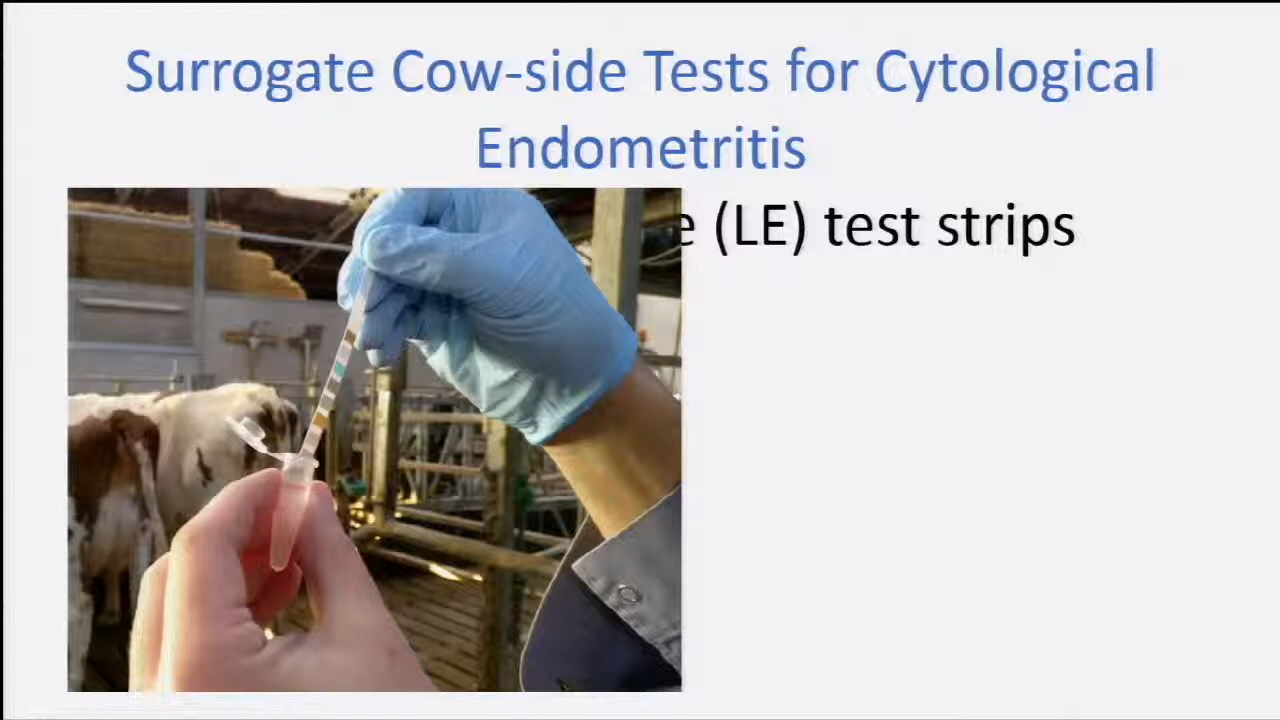 Surrogate Cow-side Tests for Cytological
Endometritis
(LE) test strips